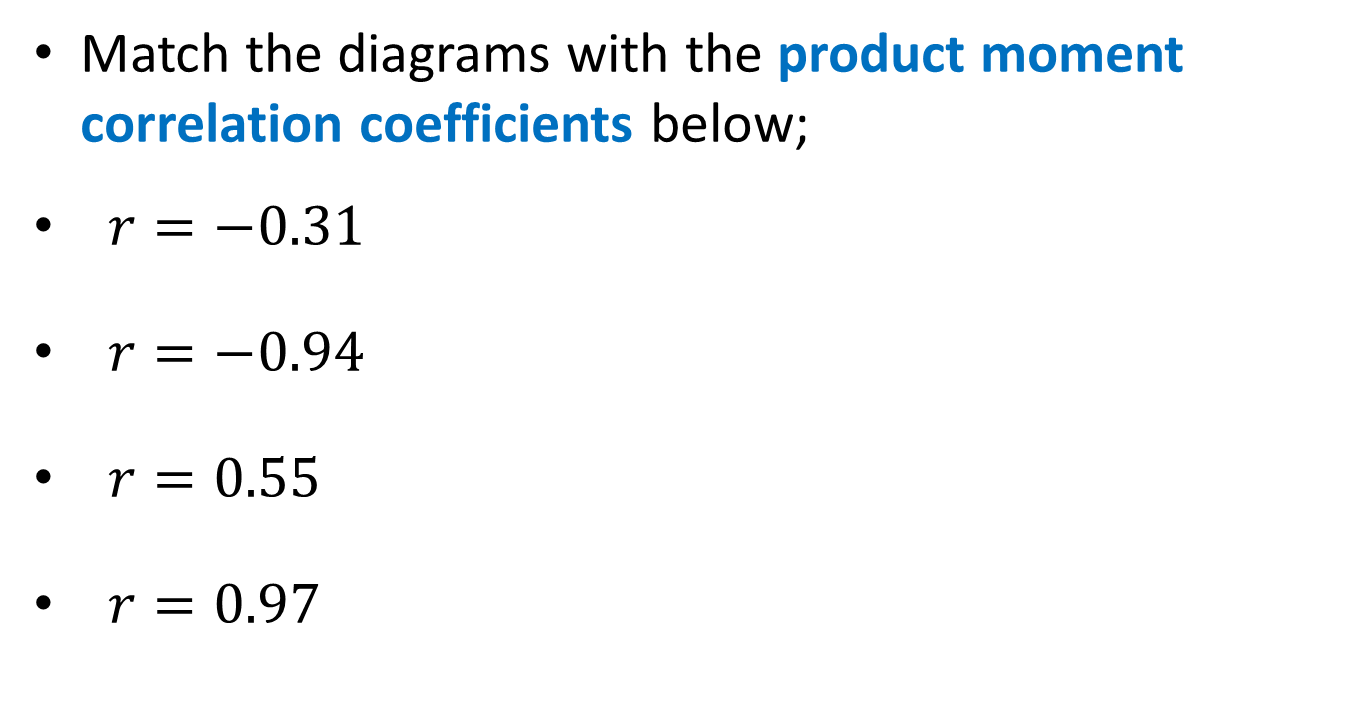 • Match the diagrams with the product moment
correlation coefficients below;
• r = −0.31
• r = −0.94
• r = 0.55
• r = 0.97